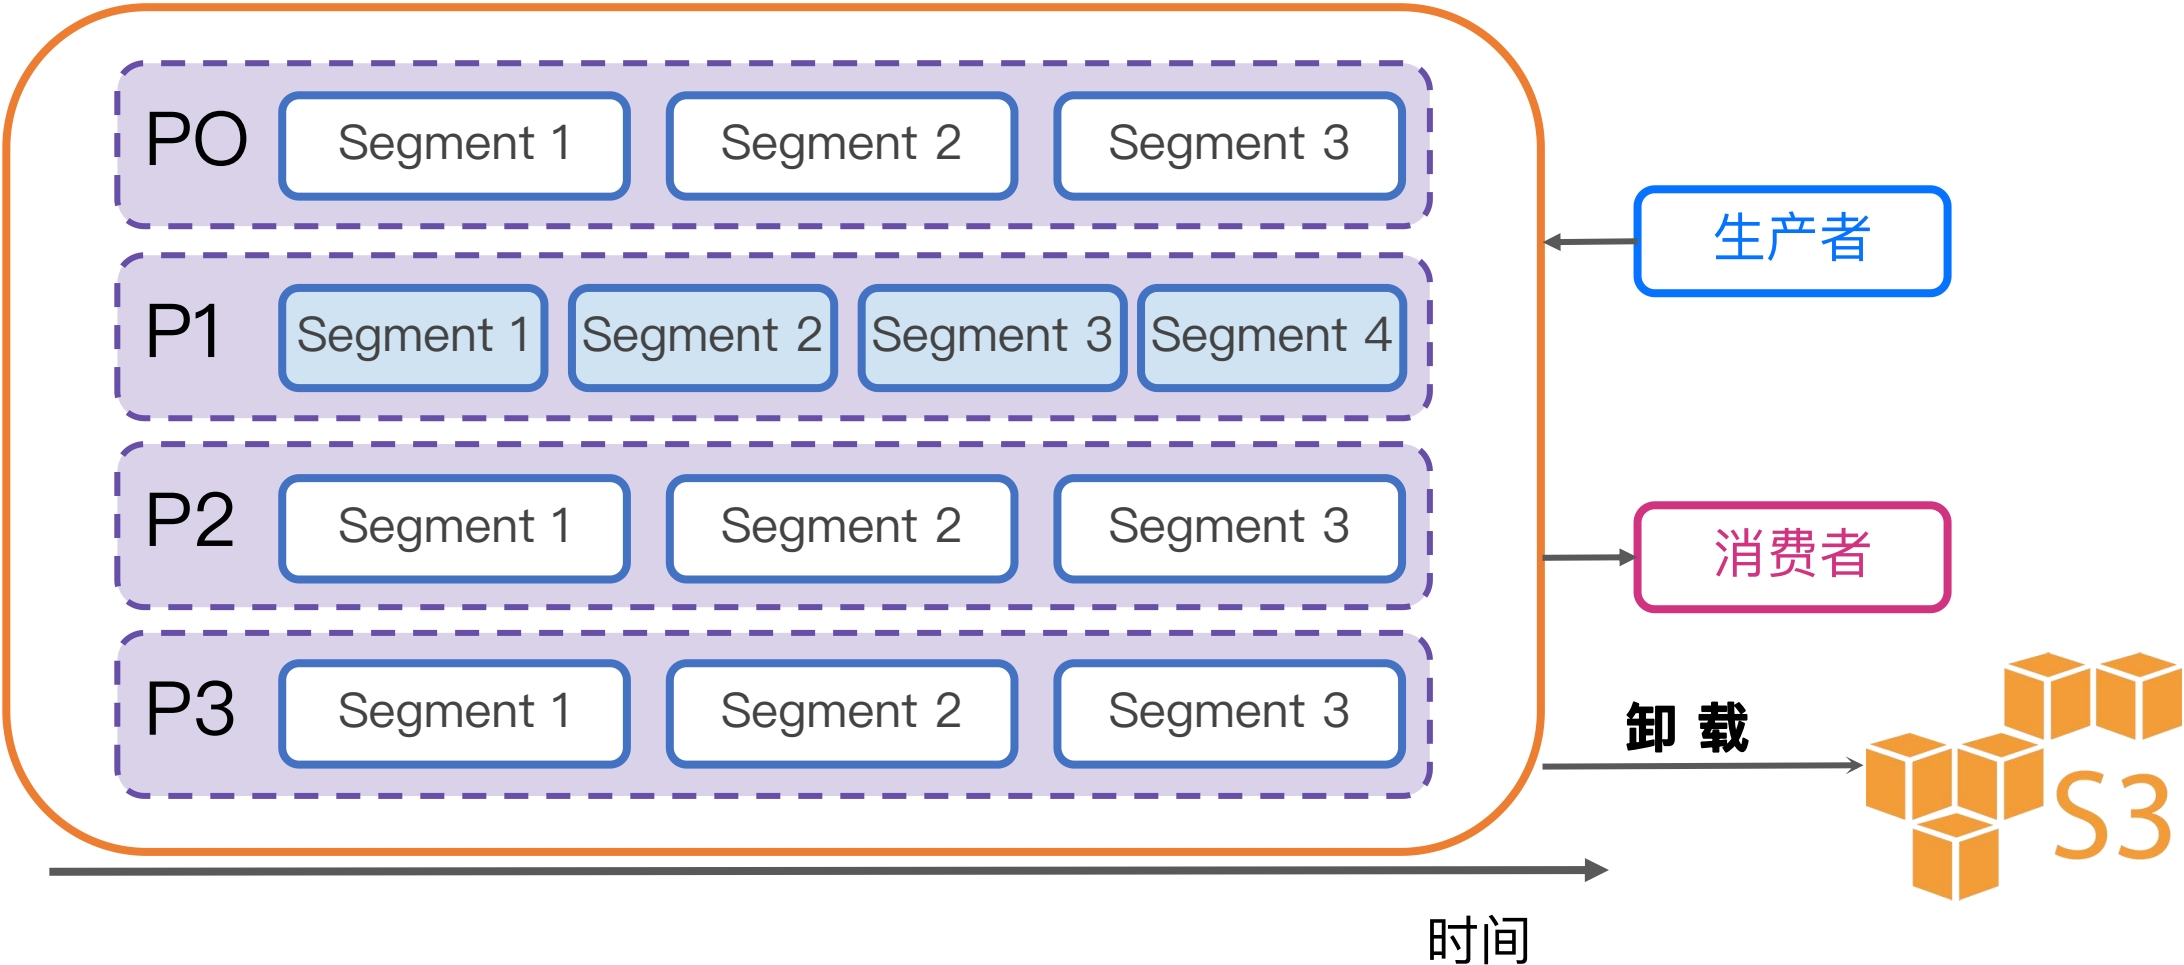 PO Segment 1 Segment 2 Segment 3
P1 Segment 1 Segment 2 Segment 3 Segment 4
P2 Segment 1 Segment 2 Segment 3
P3 Segment 1 Segment 2 Segment 3
生产者
消费者
卸 载
S3
时间